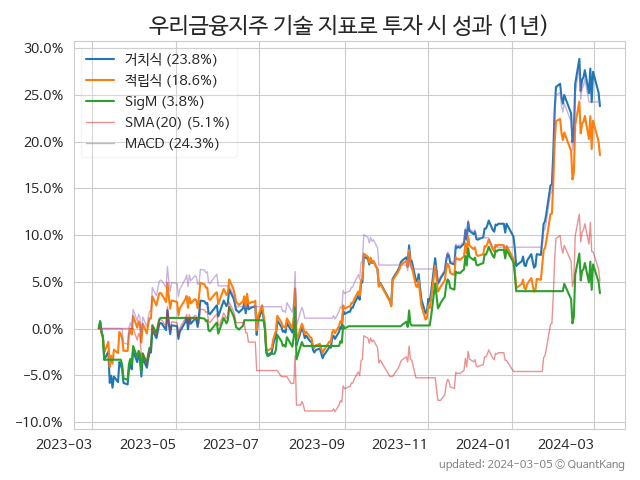 우리금융지주 기술 지표로 투자 시 성과 (1년)
30.0%
25.0%
20.0%
15.0%
10.0%
5.0%
0.0%
−5.0%
−10.0%
거치식 (23.8%)
적립식 (18.6%)
SigM (3.8%)
SMA(20) (5.1%)
MACD (24.3%)
2023-03 2023-05 2023-07 2023-09 2023-11 2024-01 2024-03
updated: 2024-03-05 © QuantKang